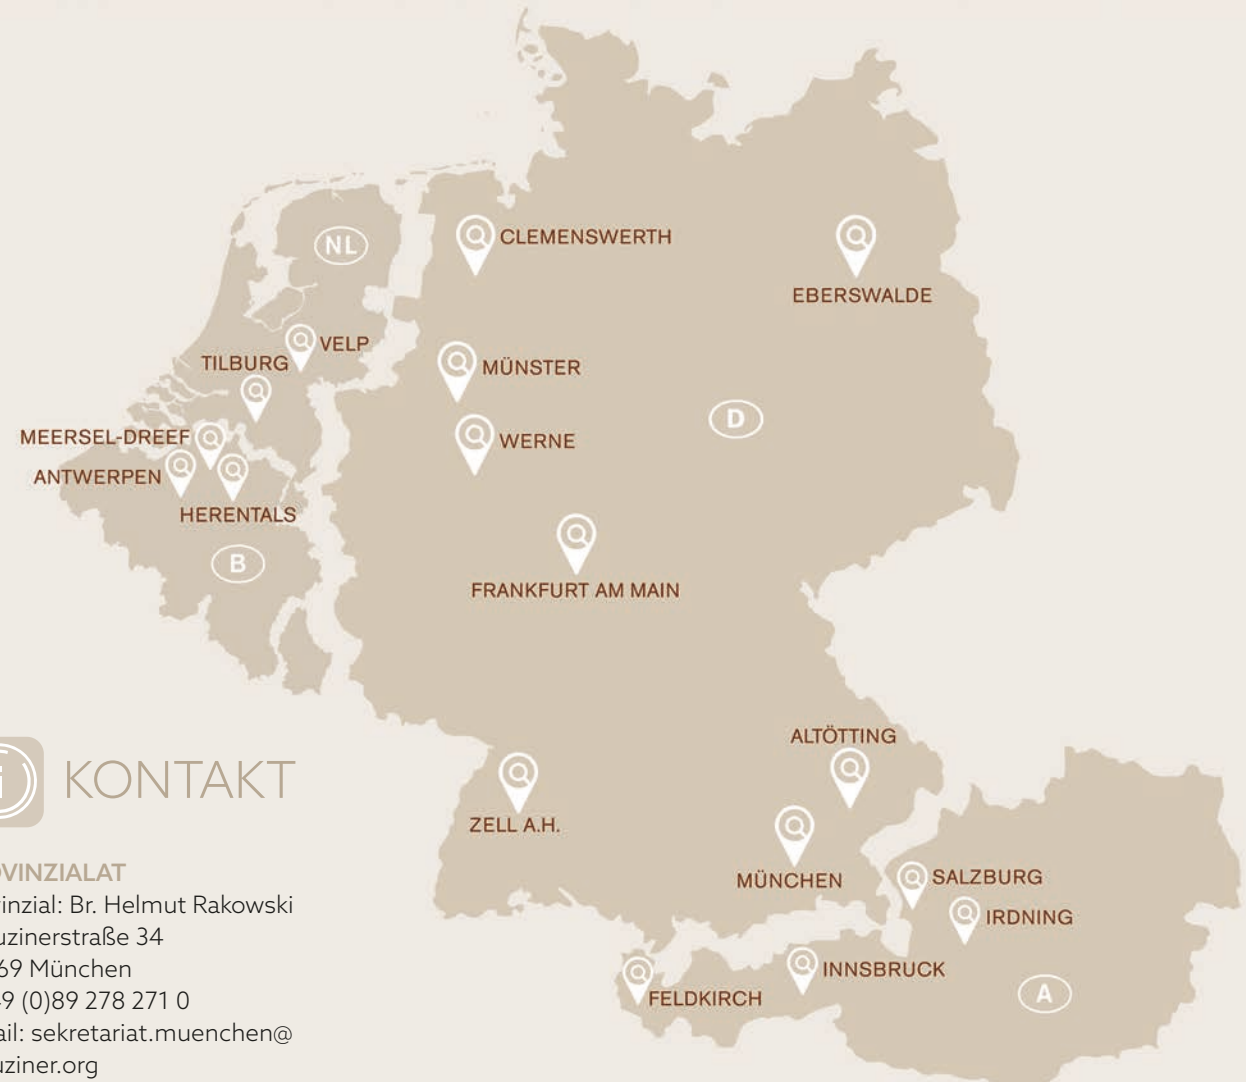 NL
CLEMENSWERTH
EBERSWALDE
VELP
TILBURG
MÜNSTER
D
MEERSEL-DREEF
WERNE
ANTWERPEN
HERENTALS
B
FRANKFURT AM MAIN
ALTÖTTING
ZELL A.H.
MÜNCHEN
SALZBURG
IRDNING
INNSBRUCK
FELDKIRCH
A
i KONTAKT
OVINZIALAT
inzial: Br. Helmut Rakowski
uzinerstraße 34
69 München
9 (0)89 278 271 0
ail: sekretariat.muenchen@
uziner.org